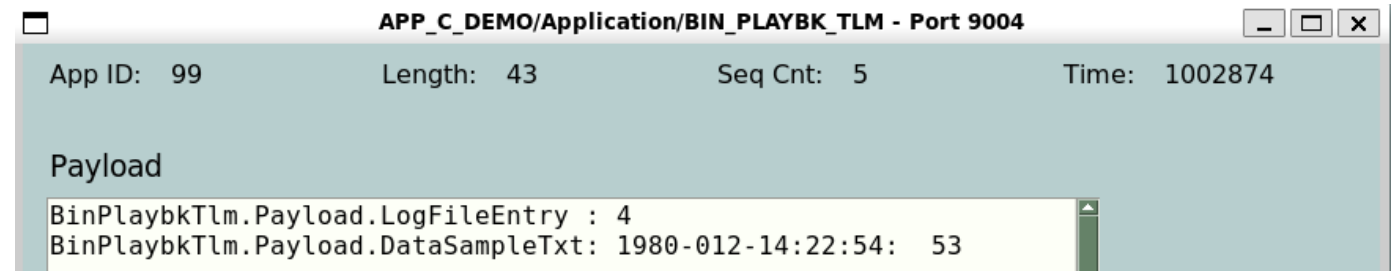 APP_C_DEMO/Application/BIN_PLAYBK_TLM - Port 9004
App ID: 99 Length: 43 Seq Cnt: 5 Time: 1002874
Payload
BinPlaybkTlm.Payload.LogFileEntry : 4
BinPlaybkTlm.Payload.DataSampleTxt: 1980-012-14:22:54:  53